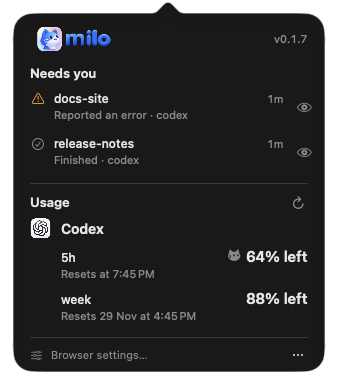 milo
v0.1.7
Needs you
docs-site 1m
Reported an error · codex
release-notes 1m
Finished · codex
Usage
Codex
5h 64% left
Resets at 7:45 PM
week 88% left
Resets 29 Nov at 4:45 PM
Browser settings...